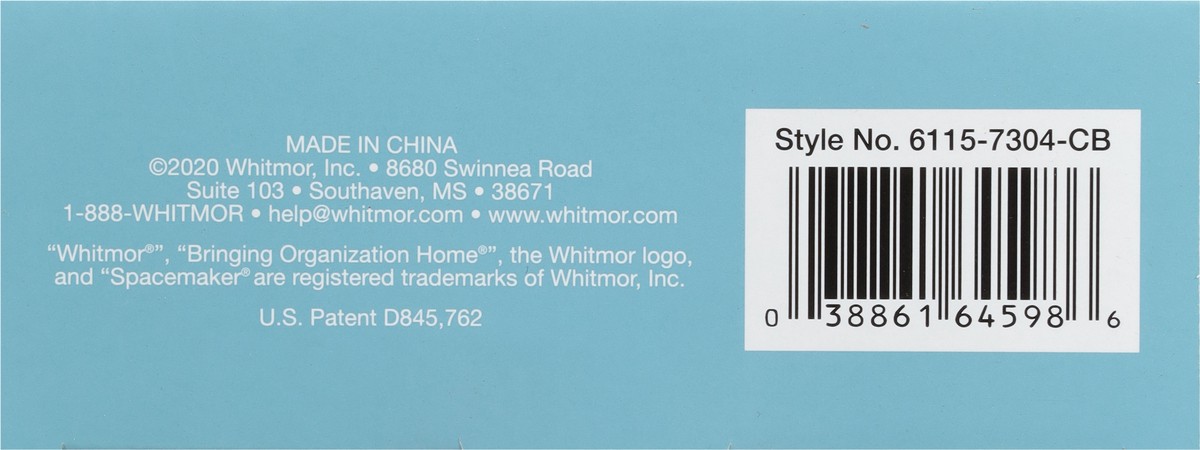 MADE IN CHINA
©2020 Whitmor, Inc. • 8680 Swinnea Road
Suite 103 • Southaven, MS • 38671
1-888-WHITMOR • help@whitmor.com • www.whitmor.com
“Whitmor®”, “Bringing Organization Home®”, the Whitmor logo,
and “Spacemaker® are registered trademarks of Whitmor, Inc.
U.S. Patent D845,762
Style No. 6115-7304-CB
0 38861 64598 6